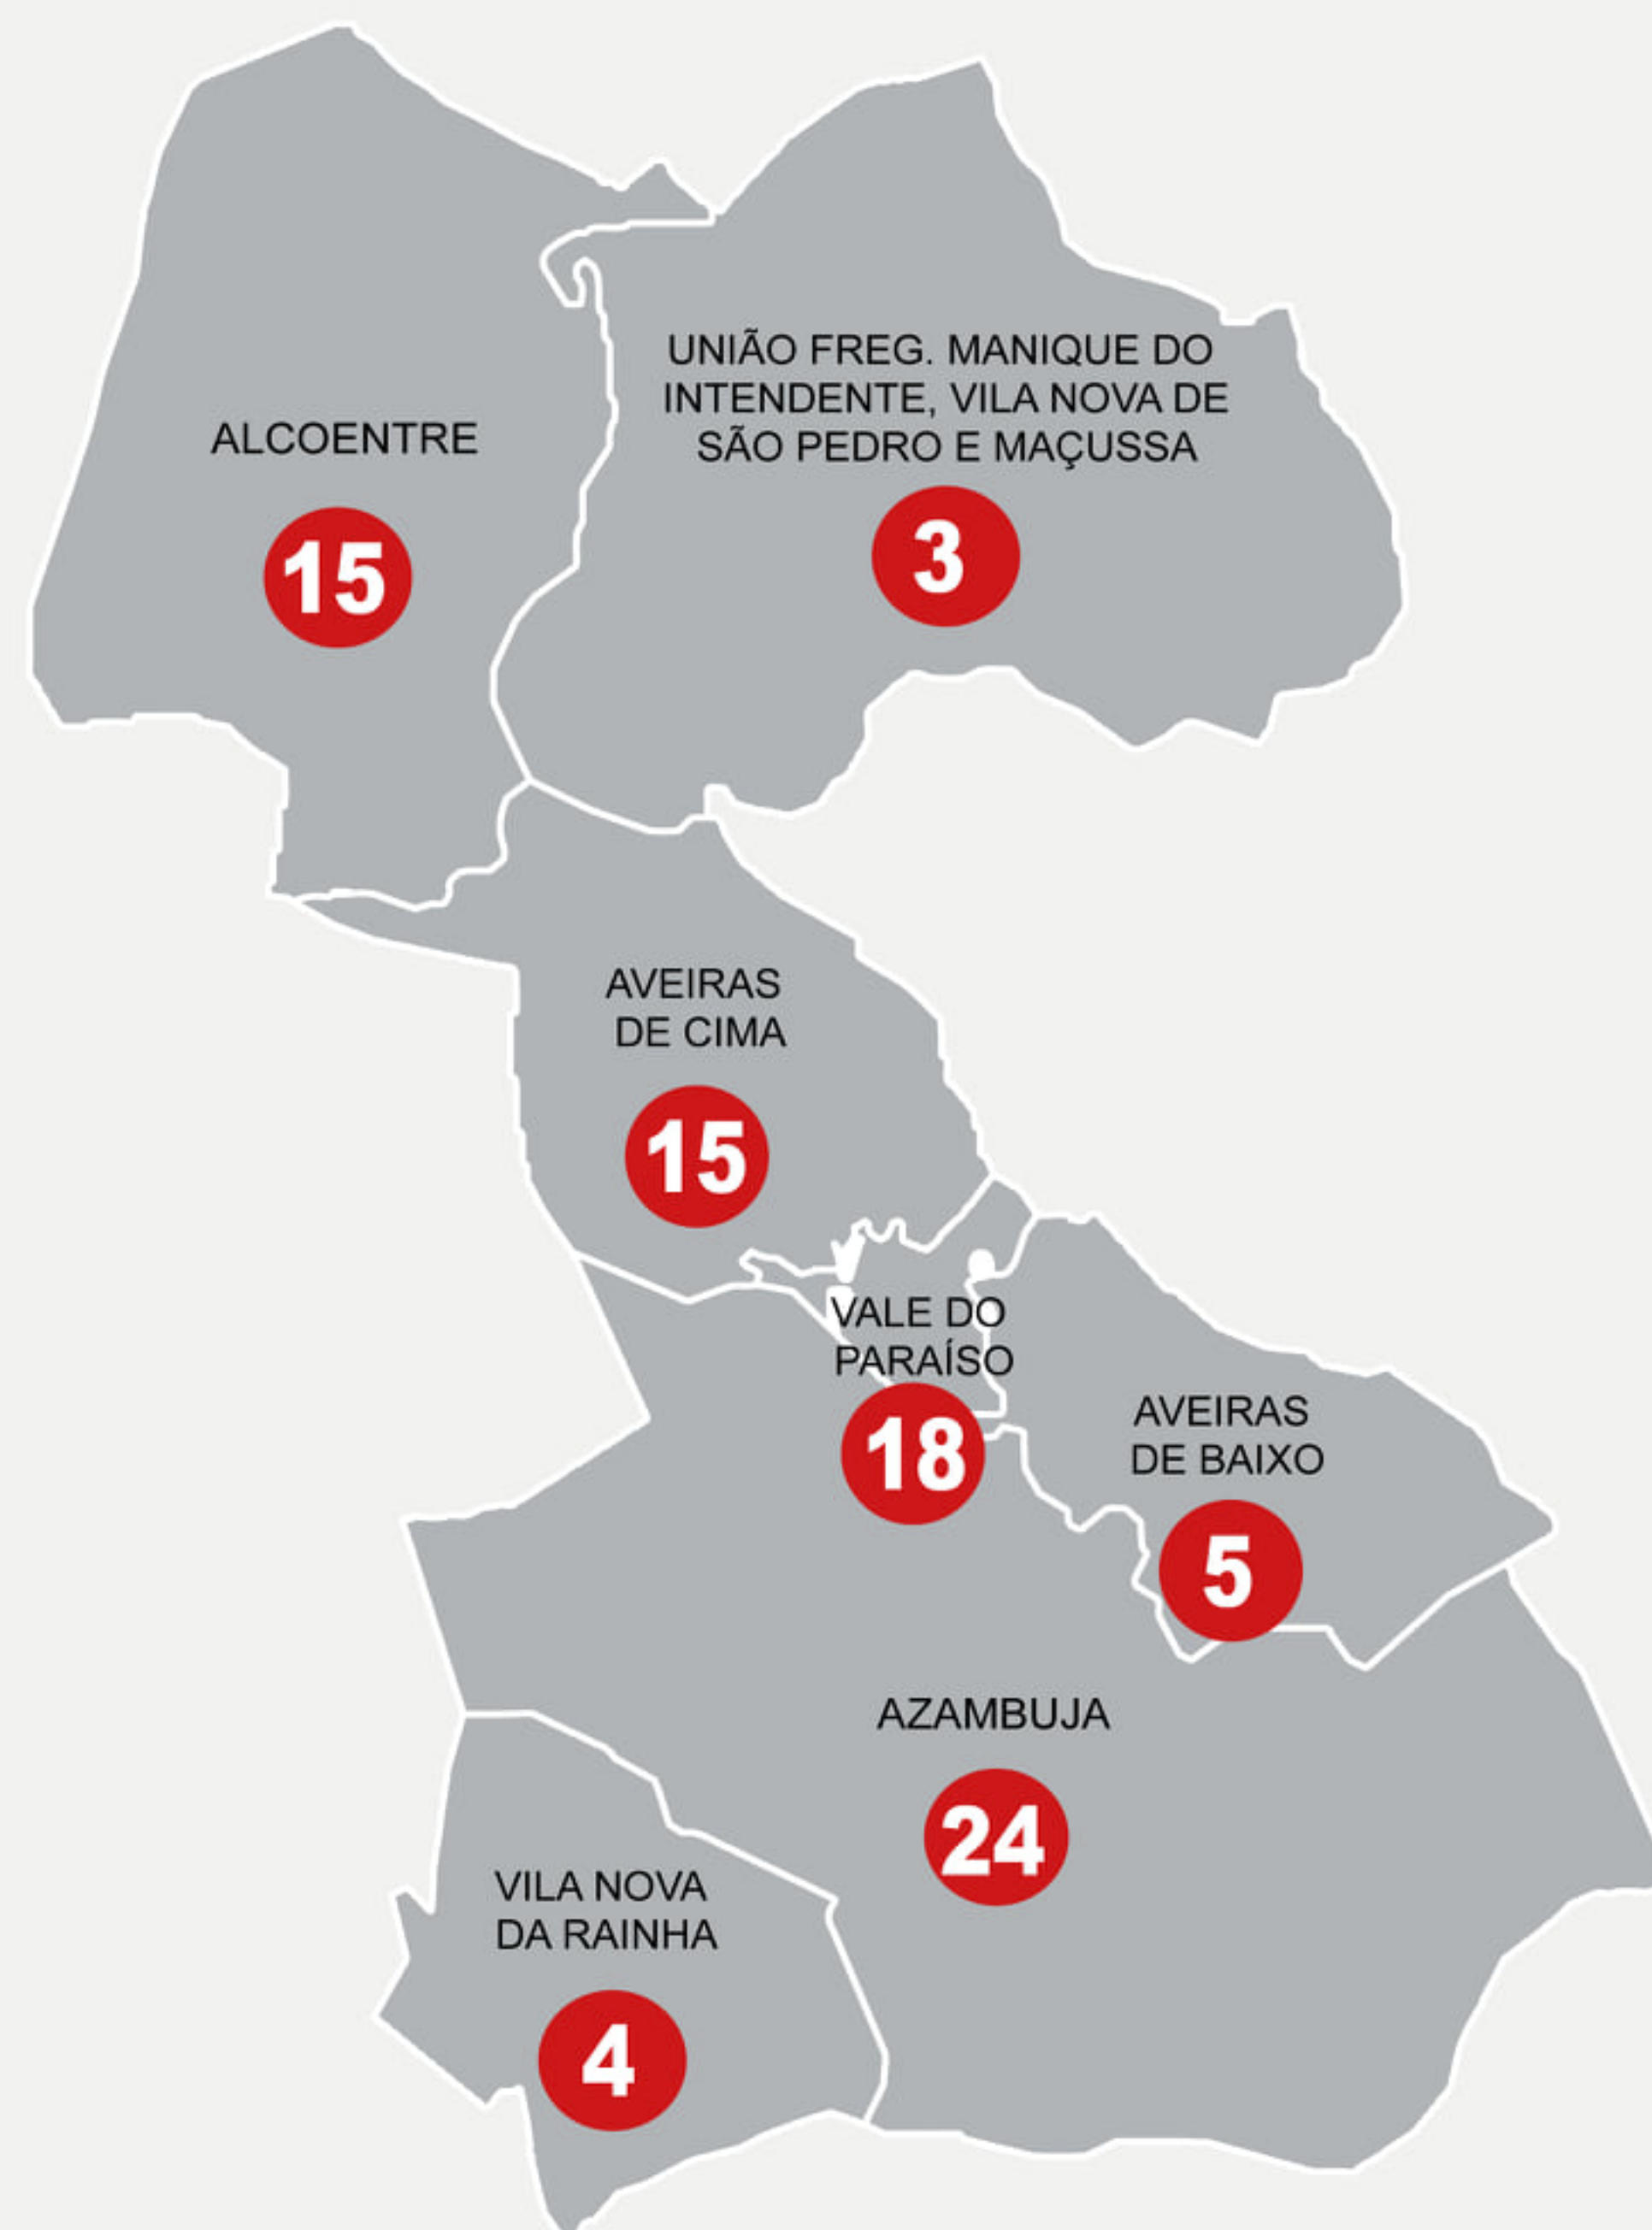 UNIÃO FREG. MANIQUE DO
INTENDENTE, VILA NOVA DE
SÃO PEDRO E MAÇUSSA
3
ALCOENTRE
15
AVEIRAS
DE CIMA
15
VALE DO
PARAÍSO
18
AVEIRAS
DE BAIXO
5
AZAMBUJA
24
VILA NOVA
DA RAINHA
4